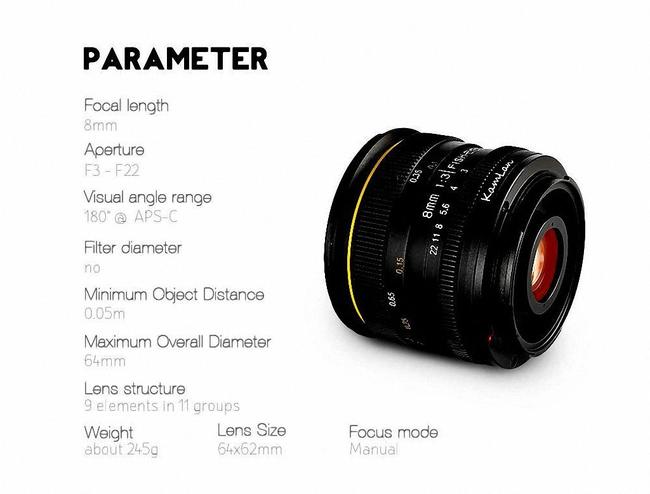 PARAMETER
Focal length
8mm
Aperture
F3 - F22
Visual angle range
180° @ APS-C
Filter diameter
no
Minimum Object Distance
0.05m
Maximum Overall Diameter
64mm
Lens structure
9 elements in 11 groups
Weight
about 245g
Lens Size
64x62mm
Focus mode
Manual
0.35
0.15
0.65
8mm 1:3
22 11 8 5.6 4 3
Kamlan